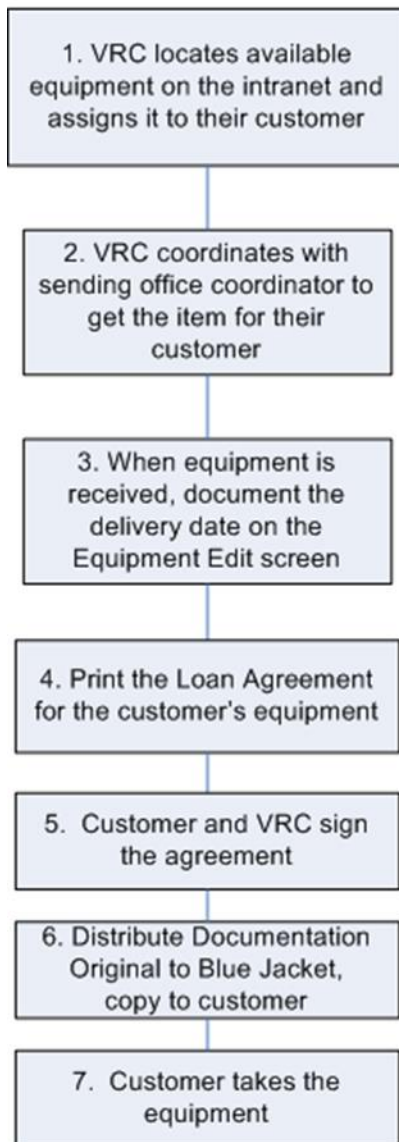 1. VRC locates available
equipment on the intranet and
assigns it to their customer
2. VRC coordinates with
sending office coordinator to
get the item for their
customer
3. When equipment is
received, document the
delivery date on the
Equipment Edit screen
4. Print the Loan Agreement
for the customer's equipment
5. Customer and VRC sign
the agreement
6. Distribute Documentation
Original to Blue Jacket,
copy to customer
7. Customer takes the
equipment